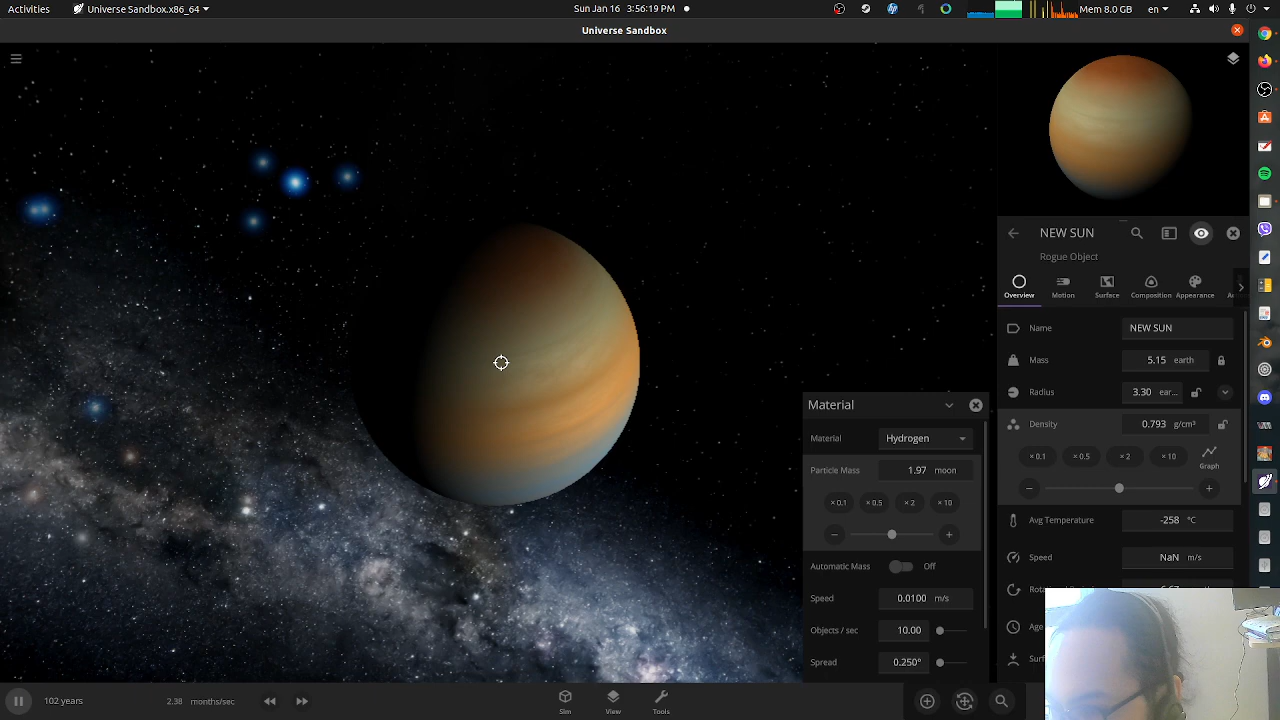 Activities
Universe Sandbox.x86_64
Sun Jan 16 3:56:19 PM
Mem 8.0 GB
en
Universe Sandbox
NEW SUN
Rogue Object
Overview
Motion
Surface
Composition
Appearance
Name
NEW SUN
Mass
5.15 earth
Radius
3.30 ear...
Density
0.793 g/cm³
× 0.1
× 0.5
× 2
× 10
Graph
Avg Temperature
-258 °C
Speed
NaN m/s
Age
Material
Material
Hydrogen
Particle Mass
1.97 moon
× 0.1
× 0.5
× 2
× 10
Automatic Mass
Off
Speed
0.0100 m/s
Objects / sec
10.00
Spread
0.250°
102 years
2.38 months/sec
Sim
View
Tools